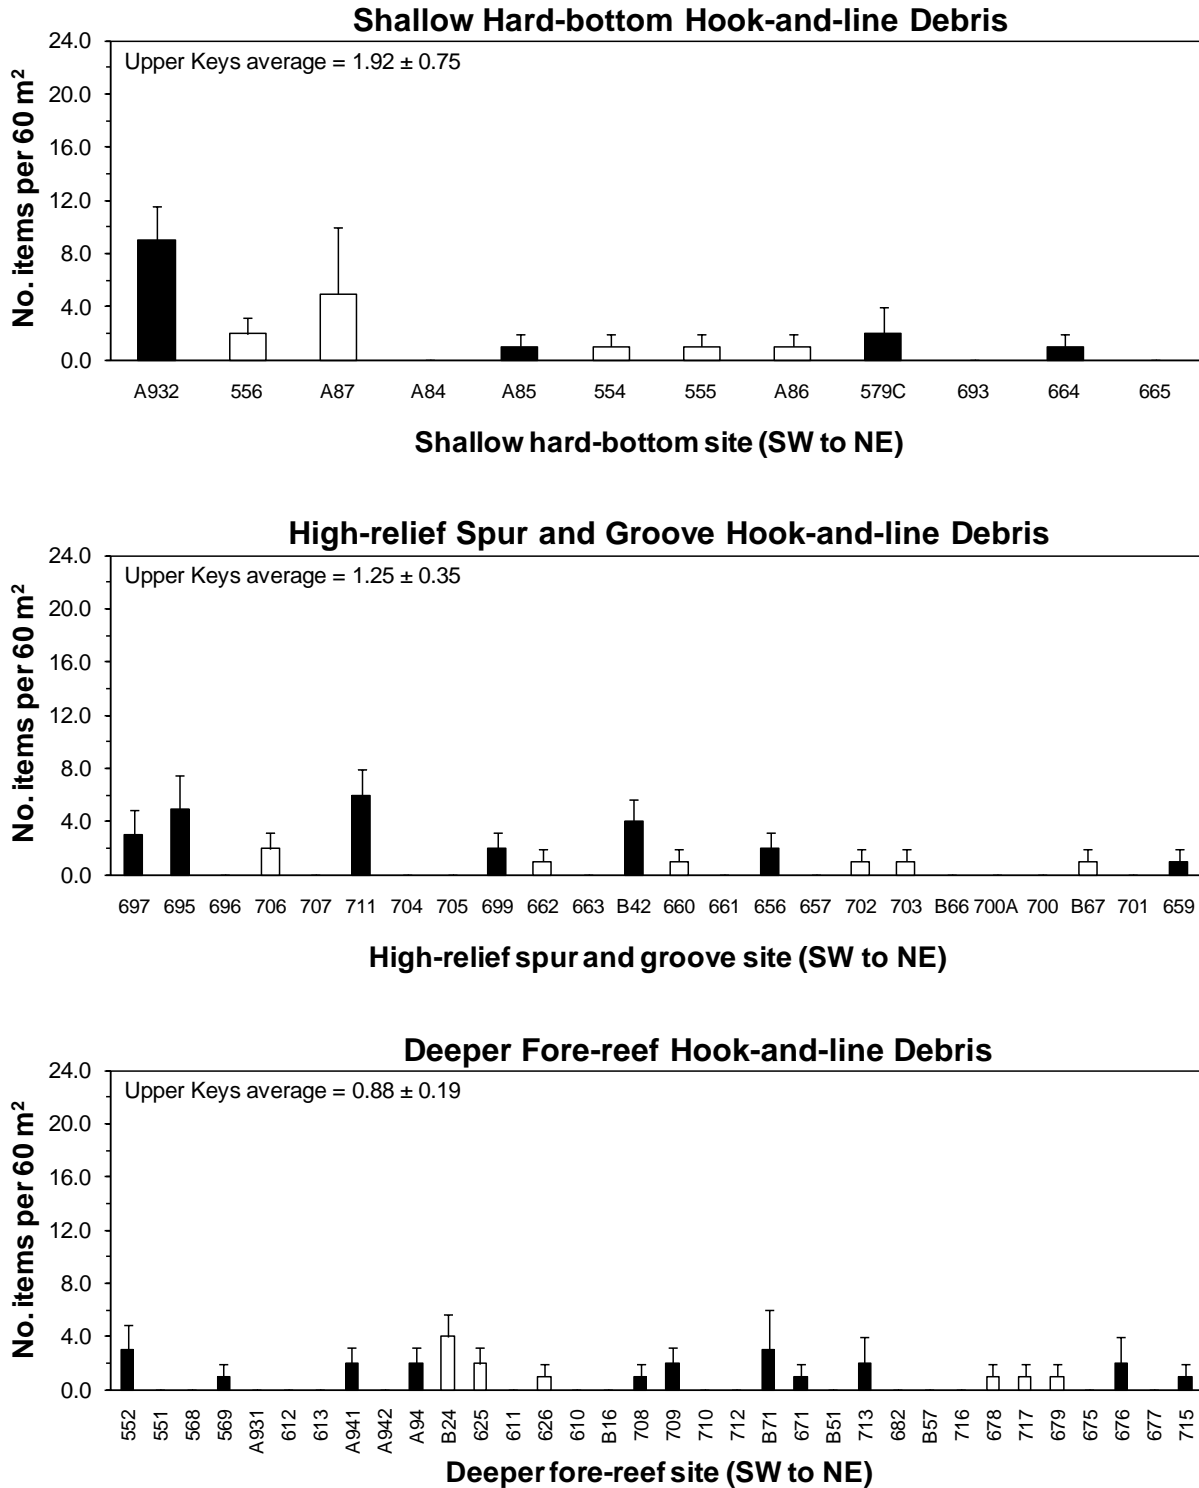 Shallow Hard-bottom Hook-and-line Debris
Upper Keys average = 1.92 ± 0.75
No. items per 60 m²
24.0
20.0
16.0
12.0
8.0
4.0
0.0
A932 556 A87 A84 A85 554 555 A86 579C 693 664 665
Shallow hard-bottom site (SW to NE)
High-relief Spur and Groove Hook-and-line Debris
Upper Keys average = 1.25 ± 0.35
No. items per 60 m²
24.0
20.0
16.0
12.0
8.0
4.0
0.0
697 695 696 706 707 711 704 705 699 662 663 B42 660 661 656 657 702 703 B66 700A 700 B67 701 659
High-relief spur and groove site (SW to NE)
Deeper Fore-reef Hook-and-line Debris
Upper Keys average = 0.88 ± 0.19
No. items per 60 m²
24.0
20.0
16.0
12.0
8.0
4.0
0.0
552 551 568 569 A931 612 613 A941 A942 A94 B24 625 611 626 610 B16 708 709 710 712 B71 671 B51 713 682 B57 716 678 717 679 675 676 677 715
Deeper fore-reef site (SW to NE)